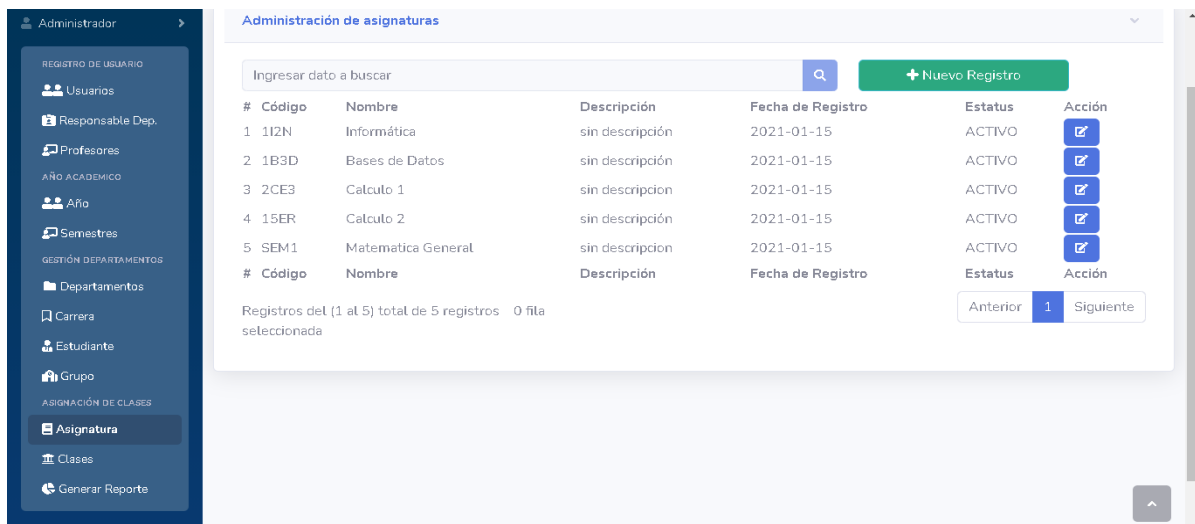 Administrador
REGISTRO DE USUARIO
Usuarios
Responsable Dep.
Profesores
AÑO ACADEMICO
Año
Semestres
GESTIÓN DEPARTAMENTOS
Departamentos
Carrera
Estudiante
Grupo
ASIGNACIÓN DE CLASES
Asignatura
Clases
Generar Reporte
Administración de asignaturas
Ingresar dato a buscar
Nuevo Registro
# Código Nombre Descripción Fecha de Registro Estatus Acción
1 1I2N Informática sin descripción 2021-01-15 ACTIVO
2 1B3D Bases de Datos sin descripción 2021-01-15 ACTIVO
3 2CE3 Calculo 1 sin descripción 2021-01-15 ACTIVO
4 15ER Calculo 2 sin descripción 2021-01-15 ACTIVO
5 SEM1 Matematica General sin descripcion 2021-01-15 ACTIVO
# Código Nombre Descripción Fecha de Registro Estatus Acción
Registros del (1 al 5) total de 5 registros 0 fila
seleccionada
Anterior 1 Siguiente